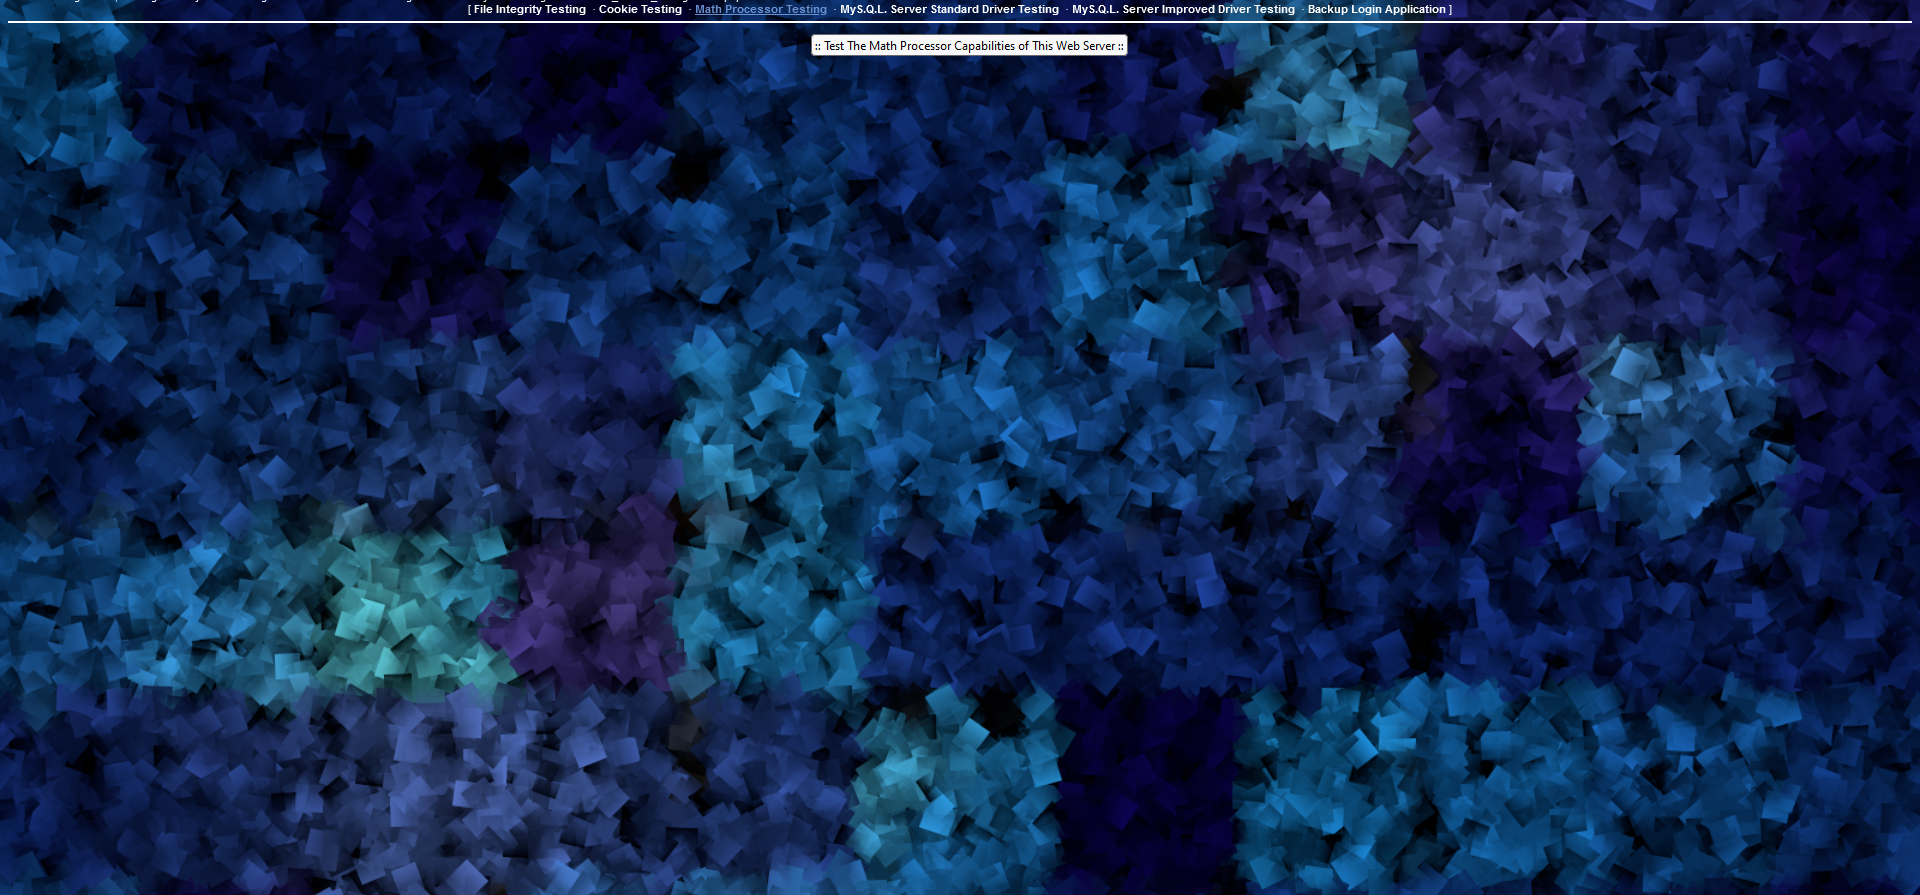 [ File Integrity Testing · Cookie Testing · Math Processor Testing · MyS.Q.L. Server Standard Driver Testing · MyS.Q.L. Server Improved Driver Testing · Backup Login Application ]
:: Test The Math Processor Capabilities of This Web Server ::